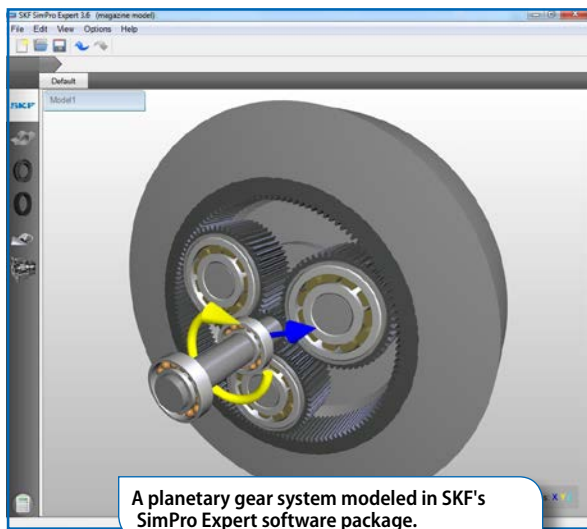 SKF SimPro Expert 3.6 (magazine model)
File Edit View Options Help
Default
SKF
Model1
A planetary gear system modeled in SKF's
SimPro Expert software package.